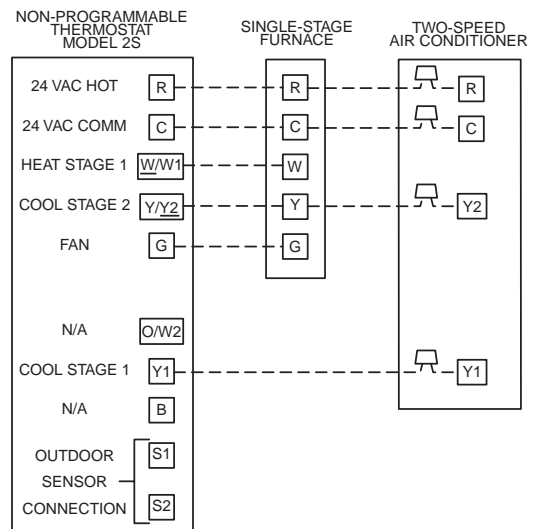 NON-PROGRAMMABLE
THERMOSTAT
MODEL 2S
SINGLE-STAGE
FURNACE
TWO-SPEED
AIR CONDITIONER
24 VAC HOT R R R
24 VAC COMM C C C
HEAT STAGE 1 W/W1 W
COOL STAGE 2 Y/Y2 Y Y2
FAN G G
N/A O/W2
COOL STAGE 1 Y1 Y1
N/A B
OUTDOOR S1
SENSOR
CONNECTION S2